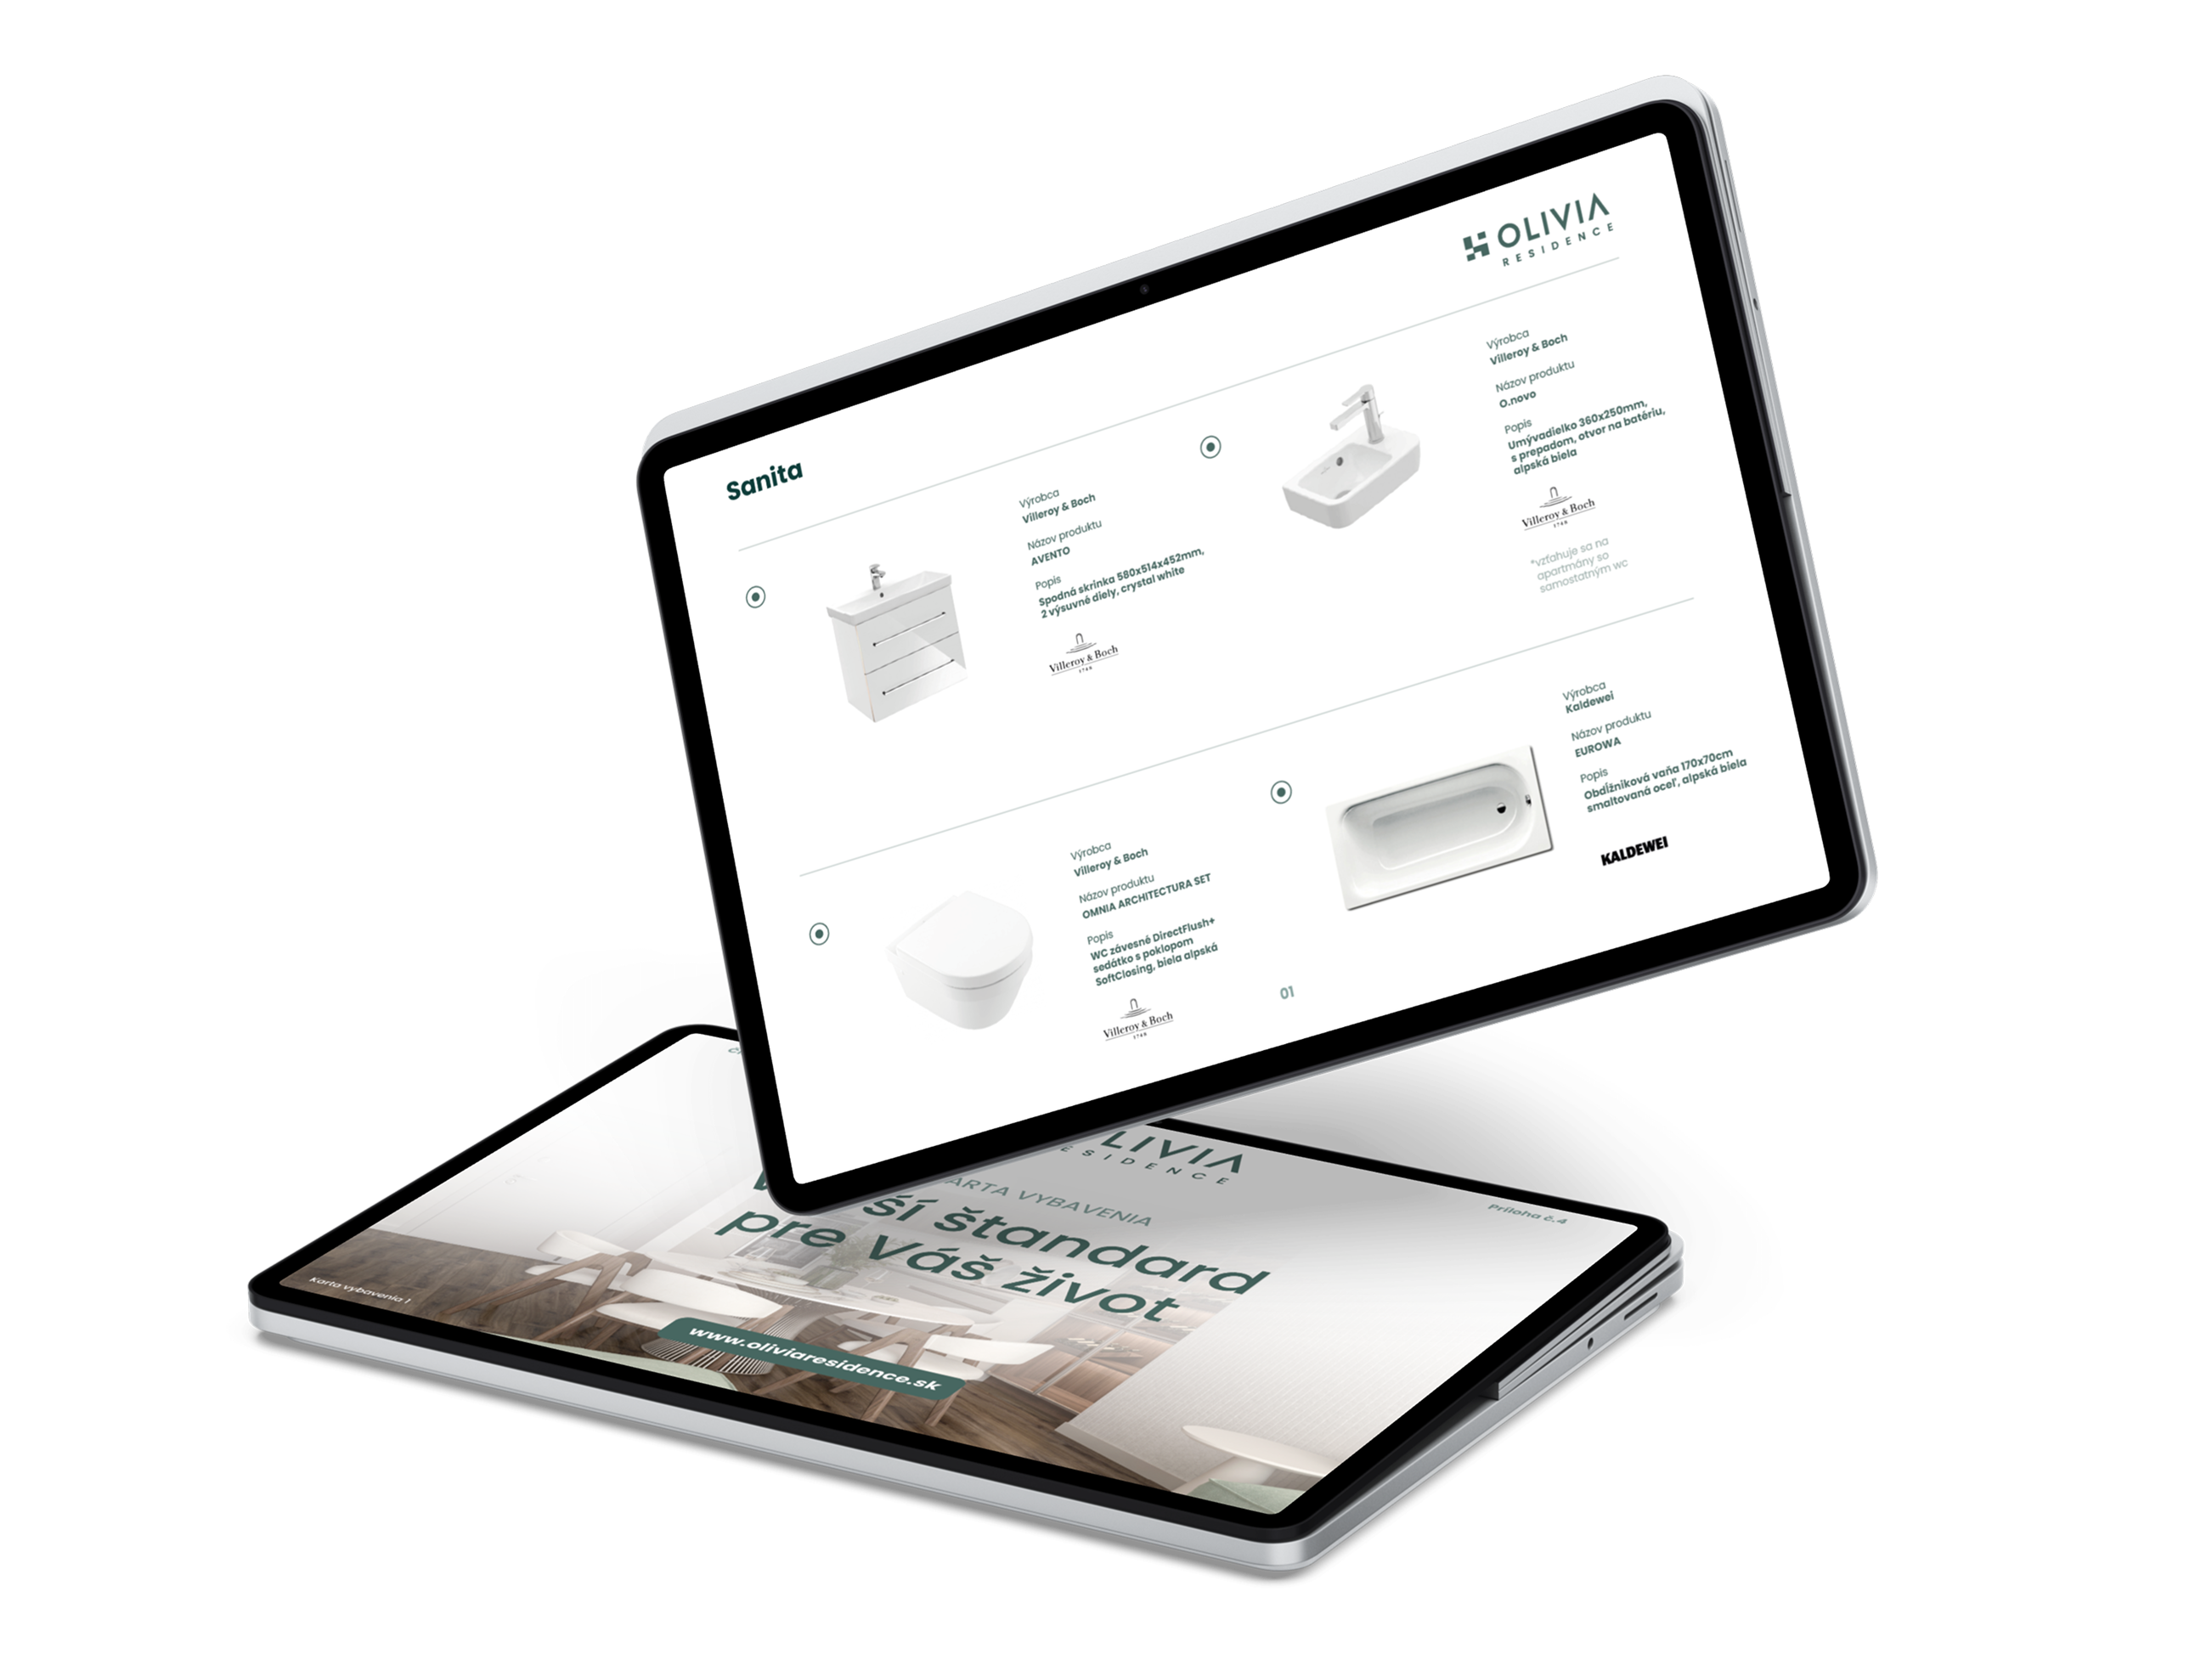 OLIVIA
RESIDENCE
Sanita
Výrobca
Villeroy & Boch
Názov produktu
AVENTO
Popis
Spodná skrinka 580x514x452mm,
2 výsuvné diely, crystal white
Villeroy & Boch
1748
Výrobca
Villeroy & Boch
Názov produktu
O.novo
Popis
Umývadielko 360x250mm,
s prepadom, otvor na batériu,
alpská biela
Villeroy & Boch
1748
*vzťahuje sa na
apartmány so
samostatným wc
Výrobca
Villeroy & Boch
Názov produktu
OMNIA ARCHITECTURA SET
Popis
WC závesné DirectFlush+
sedátko s poklopom
SoftClosing, biela alpská
Villeroy & Boch
1748
Výrobca
Kaldewei
Názov produktu
EUROWA
Popis
Obdĺžniková vaňa 170x70cm
smaltovaná oceľ, alpská biela
KALDEWEI
01
LIVIA
ESIDENCE
Príloha č.4
ARTA VYBAVENIA
ší štandard
pre Váš život
www.oliviaresidence.sk
Karta vybavenia 1